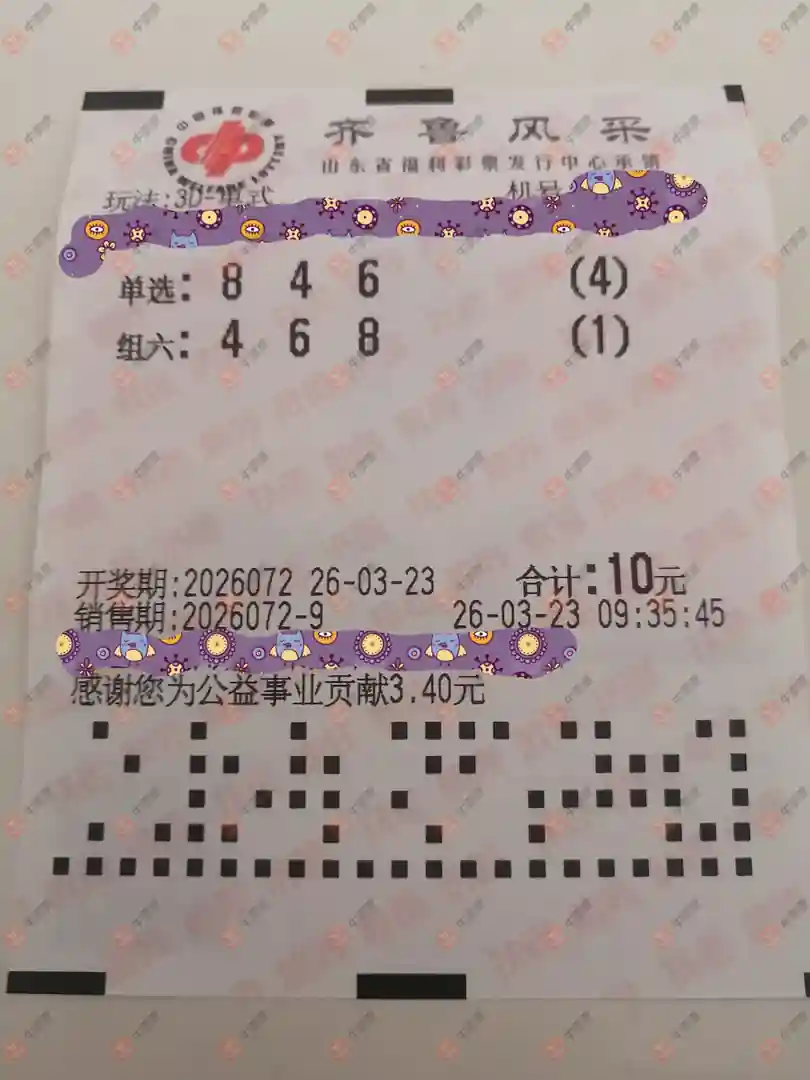 齐鲁风采
山东省福利彩票发行中心承销
玩法:3D-单式 机号
单选: 8 4 6 (4)
组六: 4 6 8 (1)
开奖期:2026072 26-03-23 合计:10元
销售期:2026072-9 26-03-23 09:35:45
感谢您为公益事业贡献3.40元